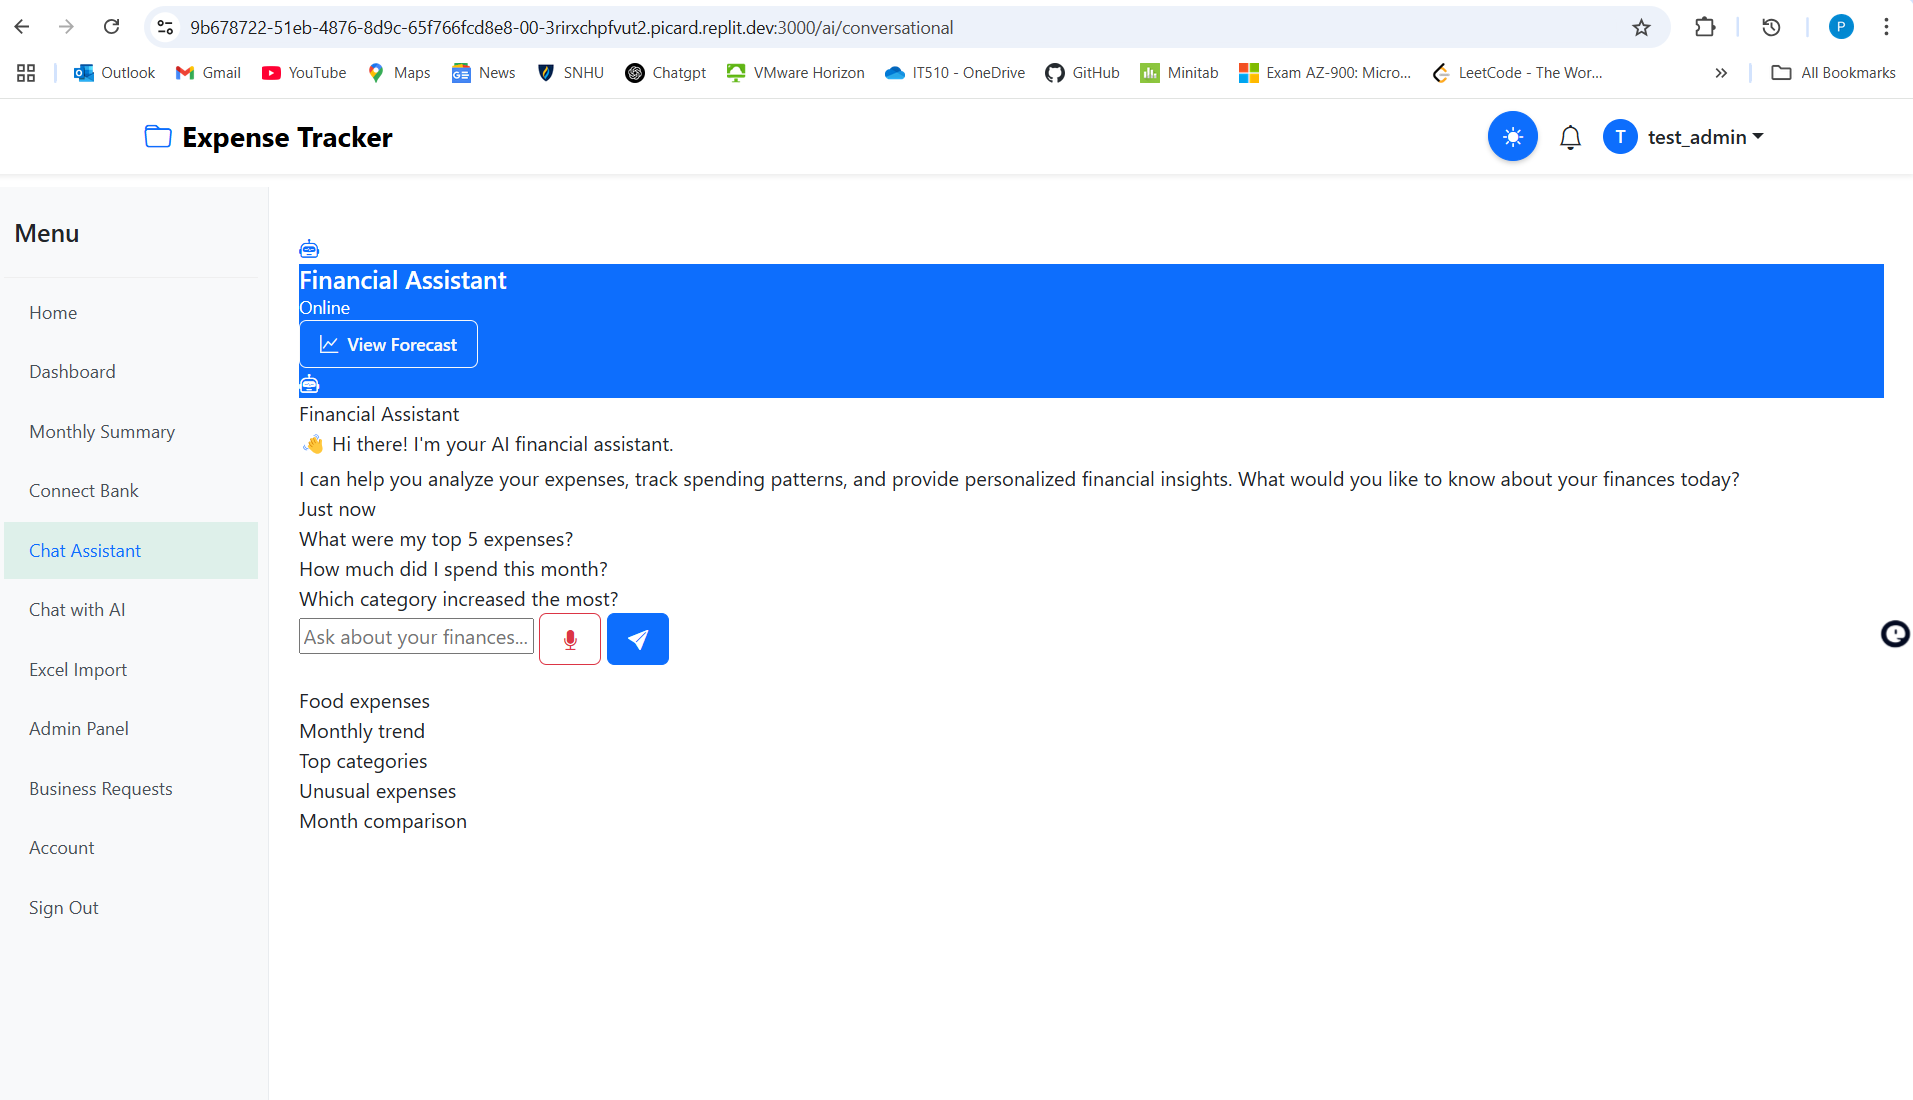 9b678722-51eb-4876-8d9c-65f766fcd8e8-00-3rirxchpfvut2.picard.replit.dev:3000/ai/conversational
P
Outlook Gmail YouTube Maps News SNHU Chatgpt VMware Horizon IT510 - OneDrive GitHub Minitab Exam AZ-900: Micro... LeetCode - The Wor... » All Bookmarks
Expense Tracker
T test_admin
Menu
Home
Dashboard
Monthly Summary
Connect Bank
Chat Assistant
Chat with AI
Excel Import
Admin Panel
Business Requests
Account
Sign Out
Financial Assistant
Online
View Forecast
Financial Assistant
👋 Hi there! I'm your AI financial assistant.
I can help you analyze your expenses, track spending patterns, and provide personalized financial insights. What would you like to know about your finances today?
Just now
What were my top 5 expenses?
How much did I spend this month?
Which category increased the most?
Ask about your finances...
Food expenses
Monthly trend
Top categories
Unusual expenses
Month comparison